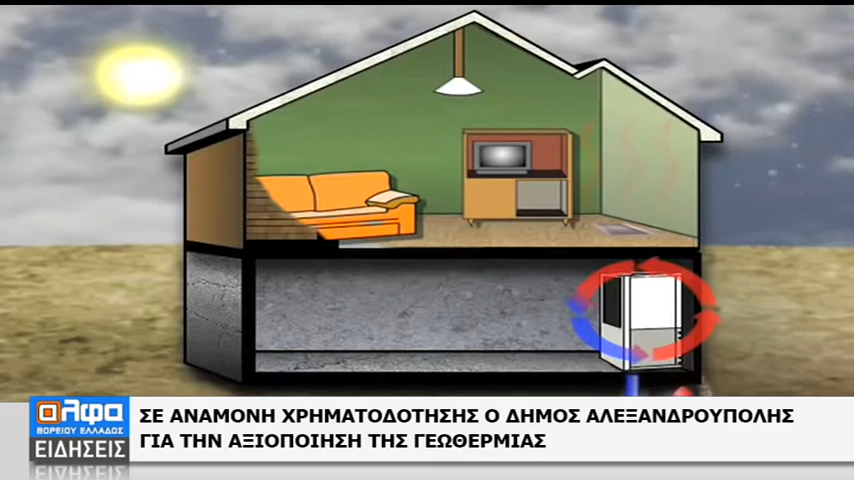 αλφα
ΒΟΡΕΙΟΥ ΕΛΛΑΔΟΣ
ΕΙΔΗΣΕΙΣ
ΣΕ ΑΝΑΜΟΝΗ ΧΡΗΜΑΤΟΔΟΤΗΣΗΣ Ο ΔΗΜΟΣ ΑΛΕΞΑΝΔΡΟΥΠΟΛΗΣ
ΓΙΑ ΤΗΝ ΑΞΙΟΠΟΙΗΣΗ ΤΗΣ ΓΕΩΘΕΡΜΙΑΣ